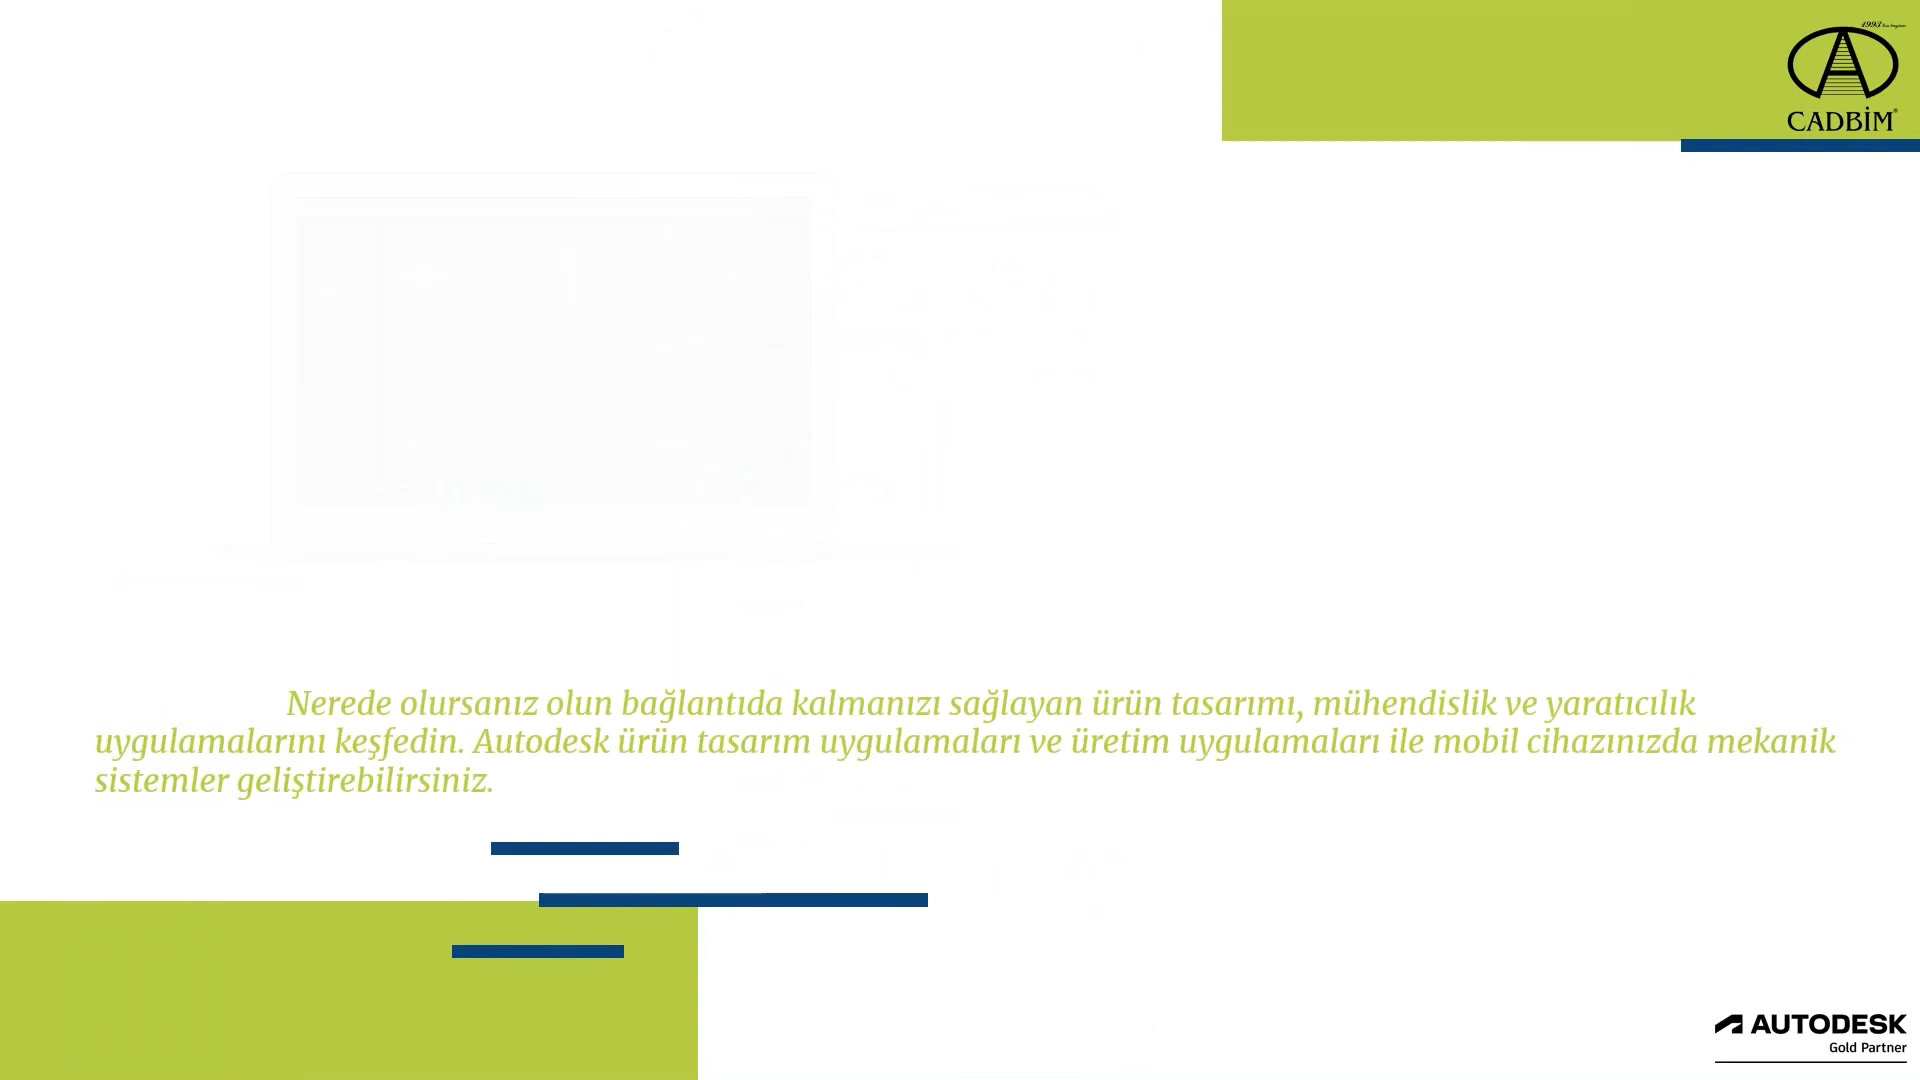 1993
CADBİM
Nerede olursanız olun bağlantıda kalmanızı sağlayan ürün tasarımı, mühendislik ve yaratıcılık
uygulamalarını keşfedin. Autodesk ürün tasarım uygulamaları ve üretim uygulamaları ile mobil cihazınızda mekanik
sistemler geliştirebilirsiniz.
AUTODESK
Gold Partner